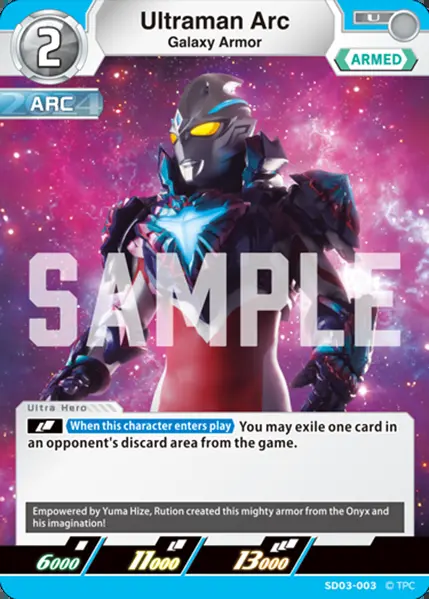 2
Ultraman Arc
Galaxy Armor
U
ARMED
ARC
SAMPLE
Ultra Hero
When this character enters play You may exile one card in
an opponent's discard area from the game.
Empowered by Yuma Hize, Rution created this mighty armor from the Onyx and
his imagination!
6000 11000 13000
SD03-003 © TPC